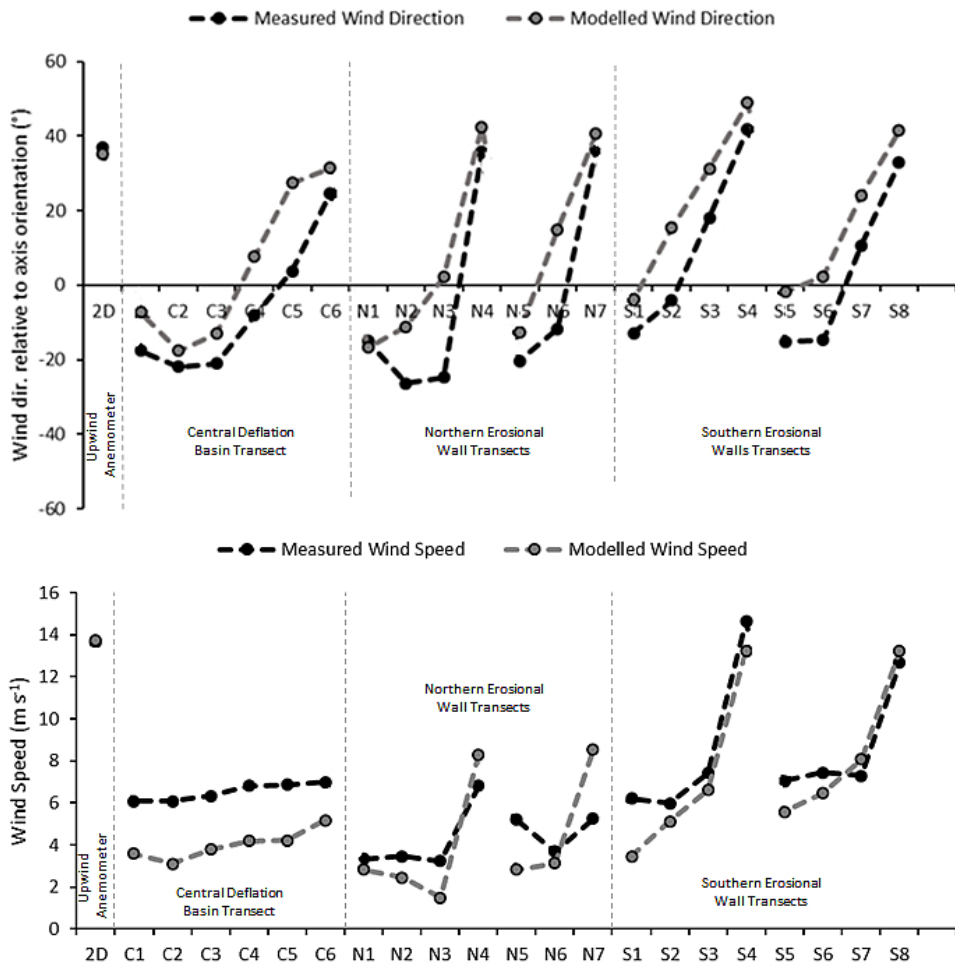 Measured Wind Direction Modelled Wind Direction
Wind dir. relative to axis orientation (°)
60
40
20
0
-20
-40
-60
2D C1 C2 C3 C4 C5 C6 N1 N2 N3 N4 N5 N6 N7 S1 S2 S3 S4 S5 S6 S7 S8
Upwind
Anemometer
Central Deflation
Basin Transect
Northern Erosional
Wall Transects
Southern Erosional
Walls Transects
Measured Wind Speed Modelled Wind Speed
Wind Speed (m s-1)
16
14
12
10
8
6
4
2
0
Upwind
Anemometer
Central Deflation
Basin Transect
Northern Erosional
Wall Transects
Southern Erosional
Wall Transects
2D C1 C2 C3 C4 C5 C6 N1 N2 N3 N4 N5 N6 N7 S1 S2 S3 S4 S5 S6 S7 S8